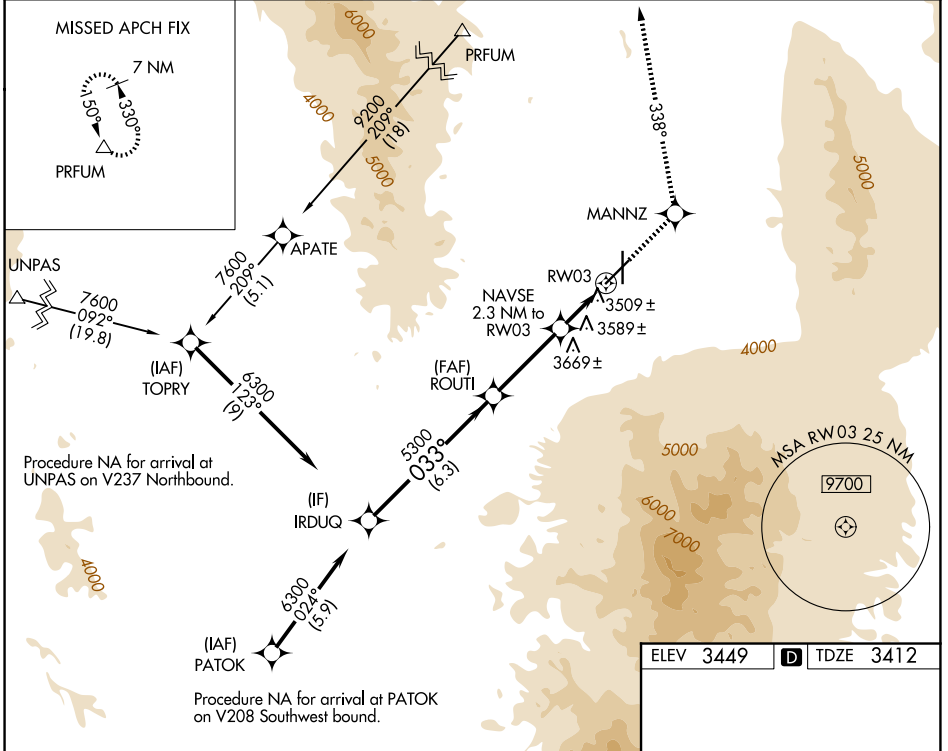 MISSED APCH FIX
7 NM
150°
330°
PRFUM
6000
4000
5000
PRFUM
9200
209°
(18)
338°
5000
MANNZ
APATE
UNPAS
7600
092°
(19.8)
7600
209°
(5.1)
RW03
NAVSE
2.3 NM to
RW03
3509±
3589±
3669±
4000
(IAF)
TOPRY
(FAF)
ROUTI
6300
123°
(9)
5300
033°
(6.3)
Procedure NA for arrival at
UNPAS on V237 Northbound.
5000
6000
7000
MSA RW03 25 NM
9700
(IF)
IRDUQ
4000
6300
024°
(5.9)
(IAF)
PATOK
Procedure NA for arrival at PATOK
on V208 Southwest bound.
ELEV 3449 D TDZE 3412